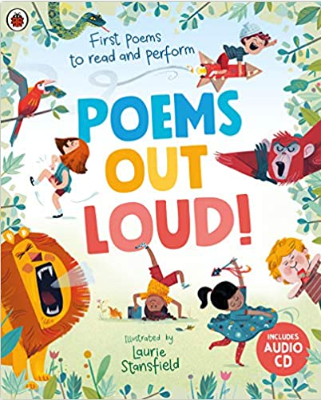 First Poems
to read and perform
POEMS
OUT
LOUD!
Illustrated by
Laurie
Stansfield
INCLUDES
AUDIO
CD